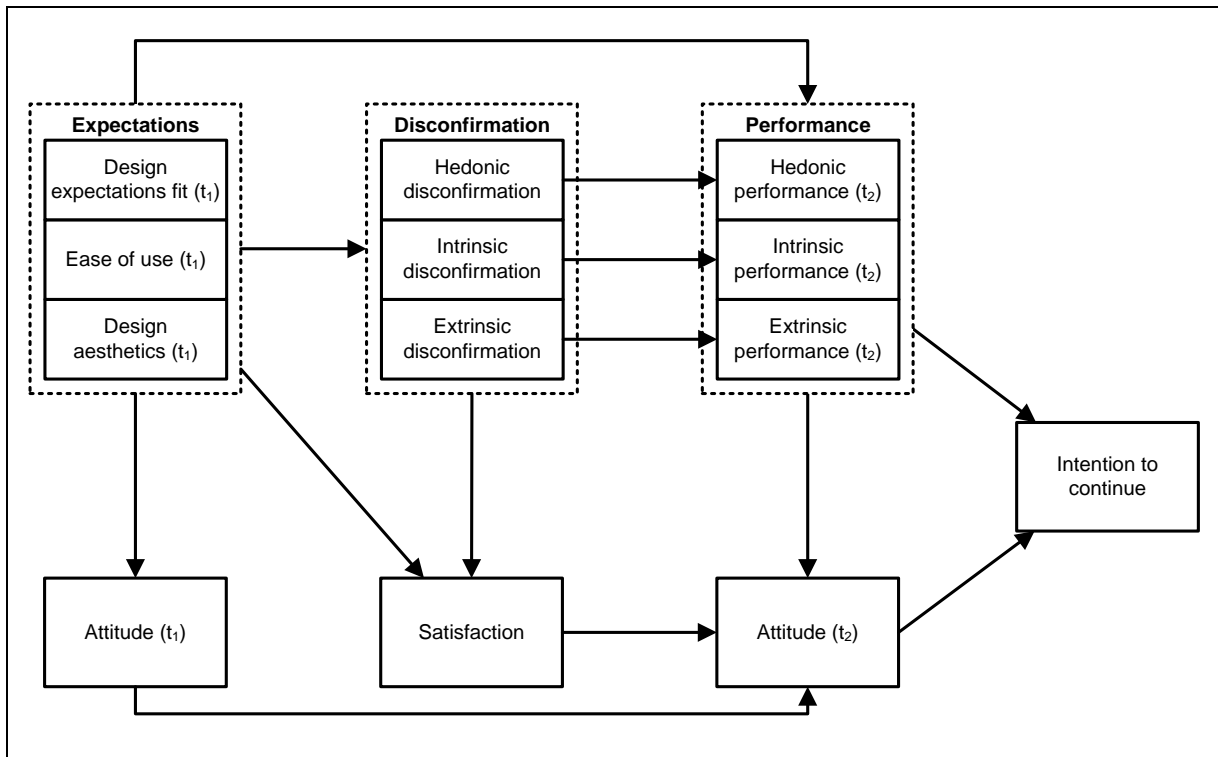 Expectations
Design
expectations fit (t₁)
Ease of use (t₁)
Design
aesthetics (t₁)
Disconfirmation
Hedonic
disconfirmation
Intrinsic
disconfirmation
Extrinsic
disconfirmation
Performance
Hedonic
performance (t₂)
Intrinsic
performance (t₂)
Extrinsic
performance (t₂)
Intention to
continue
Attitude (t₁)
Satisfaction
Attitude (t₂)